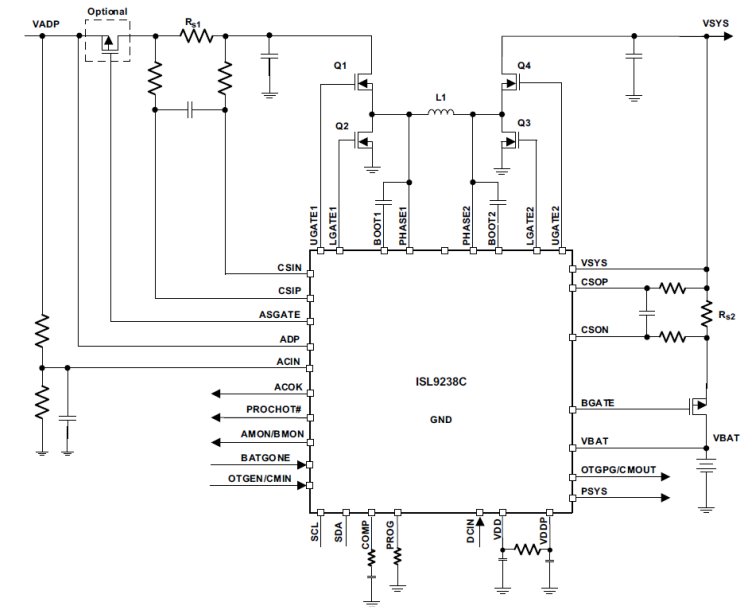 Optional
VADP
Rs1
VSYS
Q1
Q4
L1
Q2
Q3
UGATE1
LGATE1
BOOT1
PHASE1
PHASE2
BOOT2
LGATE2
UGATE2
CSIN
CSIP
ASGATE
ADP
ACIN
ACOK
PROCHOT#
AMON/BMON
BATGONE
OTGEN/CMIN
ISL9238C
GND
VSYS
CSOP
Rs2
CSON
BGATE
VBAT
VBAT
OTGPG/CMOUT
PSYS
SCL
SDA
COMP
PROG
DCIN
VDD
VDDP